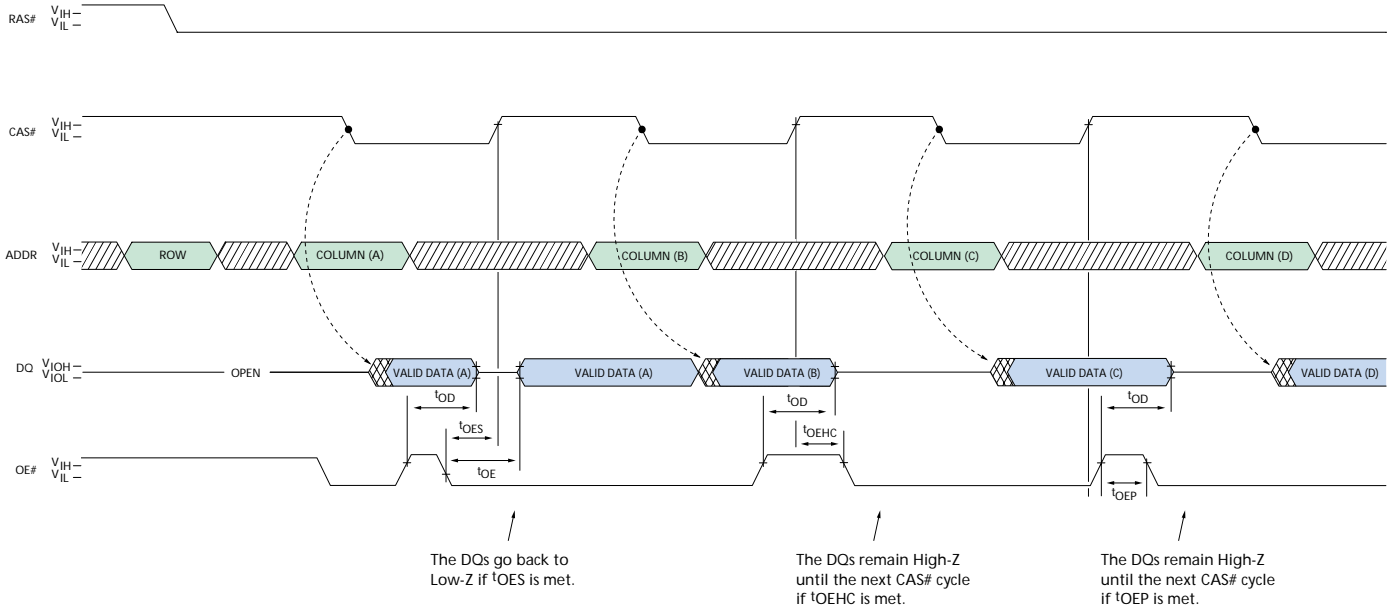 RAS# VIH
VIL
CAS# VIH
VIL
ADDR VIH
VIL
ROW COLUMN (A) COLUMN (B) COLUMN (C) COLUMN (D)
DQ VIOH
VIOL
OPEN VALID DATA (A) VALID DATA (A) VALID DATA (B) VALID DATA (C) VALID DATA (D)
tOD tOD tOD
tOES tOEHC
tOE tOEP
OE# VIH
VIL
The DQs go back to
Low-Z if tOES is met.
The DQs remain High-Z
until the next CAS# cycle
if tOEHC is met.
The DQs remain High-Z
until the next CAS# cycle
if tOEP is met.